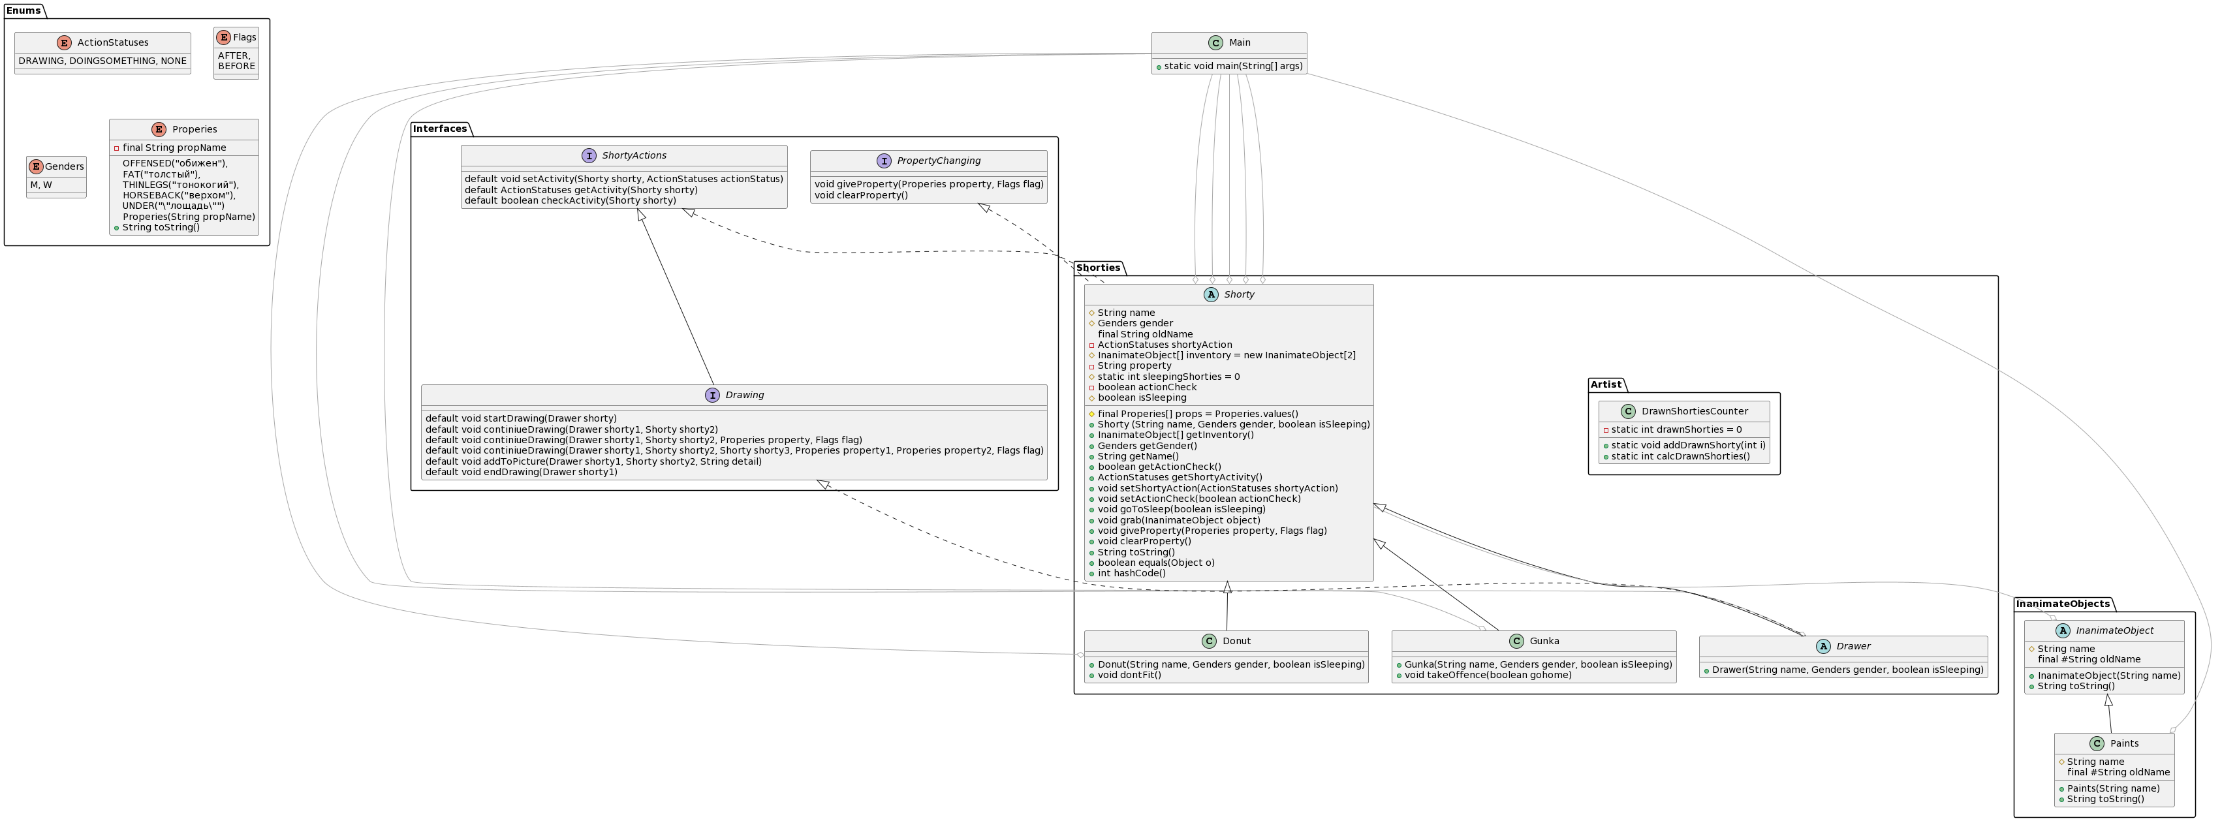 Enums
ActionStatuses
DRAWING, DOINGSOMETHING, NONE
Flags
AFTER,
BEFORE
Genders
M, W
Properies
final String propName
OFFENSED("обижен"),
FAT("толстый"),
THINLEGS("тонокогий"),
HORSEBACK("верхом"),
UNDER("\"лощадь\"")
Properies(String propName)
String toString()
Main
static void main(String[] args)
Interfaces
ShortyActions
default void setActivity(Shorty shorty, ActionStatuses actionStatus)
default ActionStatuses getActivity(Shorty shorty)
default boolean checkActivity(Shorty shorty)
PropertyChanging
void giveProperty(Properies property, Flags flag)
void clearProperty()
Drawing
default void startDrawing(Drawer shorty)
default void continiueDrawing(Drawer shorty1, Shorty shorty2)
default void continiueDrawing(Drawer shorty1, Shorty shorty2, Properies property, Flags flag)
default void continiueDrawing(Drawer shorty1, Shorty shorty2, Shorty shorty3, Properies property1, Properies property2, Flags flag)
default void addToPicture(Drawer shorty1, Shorty shorty2, String detail)
default void endDrawing(Drawer shorty1)
Shorties
Shorty
String name
Genders gender
final String oldName
ActionStatuses shortyAction
InanimateObject[] inventory = new InanimateObject[2]
String property
static int sleepingShorties = 0
boolean actionCheck
boolean isSleeping
final Properies[] props = Properies.values()
Shorty (String name, Genders gender, boolean isSleeping)
InanimateObject[] getInventory()
Genders getGender()
String getName()
boolean getActionCheck()
ActionStatuses getShortyActivity()
void setShortyAction(ActionStatuses shortyAction)
void setActionCheck(boolean actionCheck)
void goToSleep(boolean isSleeping)
void grab(InanimateObject object)
void giveProperty(Properies property, Flags flag)
void clearProperty()
String toString()
boolean equals(Object o)
int hashCode()
Artist
DrawnShortiesCounter
static int drawnShorties = 0
static void addDrawnShorty(int i)
static int calcDrawnShorties()
Donut
Donut(String name, Genders gender, boolean isSleeping)
void dontFit()
Gunka
Gunka(String name, Genders gender, boolean isSleeping)
void takeOffence(boolean gohome)
Drawer
Drawer(String name, Genders gender, boolean isSleeping)
InanimateObjects
InanimateObject
String name
final #String oldName
InanimateObject(String name)
String toString()
Paints
String name
final #String oldName
Paints(String name)
String toString()